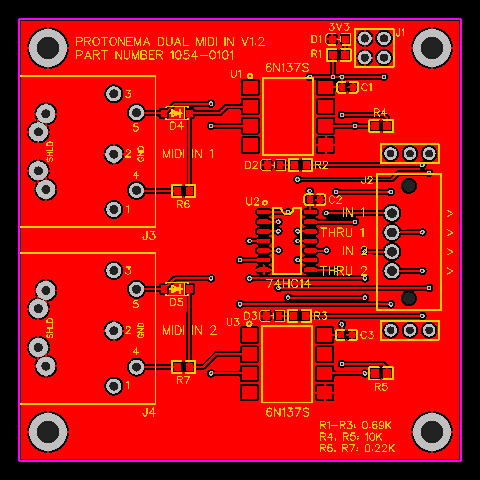 PROTONEMA DUAL MIDI IN V1.2
PART NUMBER 1054-0101
3V3
D1
J1
R1
6N137S
U1
C1
3
5
D4
R4
SHLD
2
GND
MIDI IN 1
D2
R2
4
J2
R6
1
U2
C2
IN 1
>
J3
THRU 1
>
IN 2
>
3
THRU 2
>
74HC14
5
D5
D3
R3
SHLD
2
GND
MIDI IN 2
U3
C3
4
R7
R5
1
J4
6N137S
R1-R3: 0.69K
R4, R5: 10K
R6, R7: 0.22K